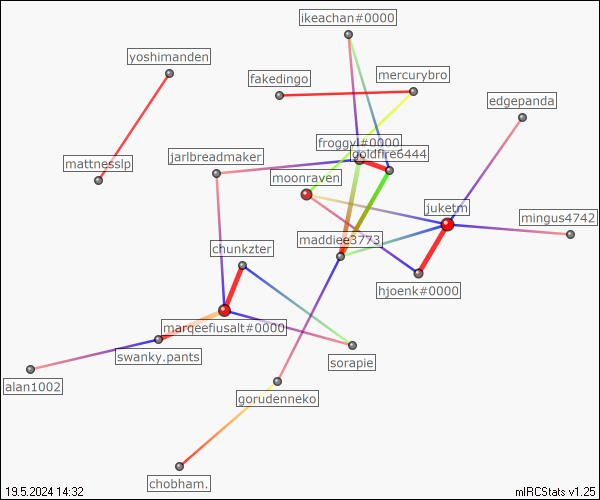 ikeachan#0000
yoshimanden
fakedingo
mercurybro
edgepanda
froggyl#0000
goldfire6444
mattnesslp
jarlbreadmaker
moonraven
juketm
mingus4742
maddiee3773
chunkzter
hjoenk#0000
marqeefiusalt#0000
swanky.pants
sorapie
alan1002
gorudenneko
chobham.
19.5.2024 14:32
mIRCStats v1.25